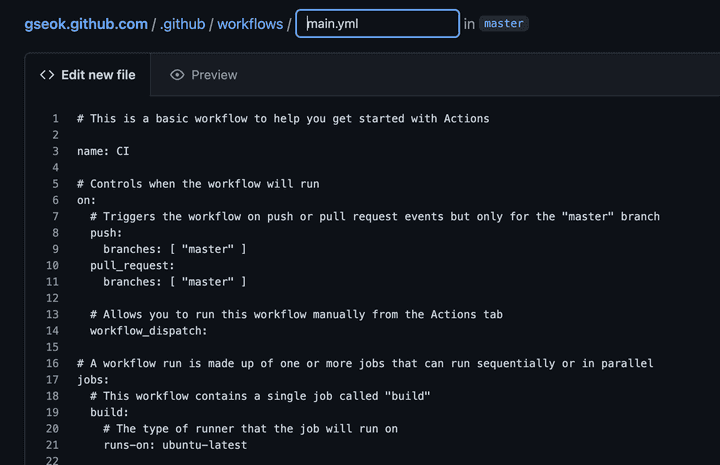 gseok.github.com / .github / workflows / main.yml in master
Edit new file Preview
1 # This is a basic workflow to help you get started with Actions
2
3 name: CI
4
5 # Controls when the workflow will run
6 on:
7   # Triggers the workflow on push or pull request events but only for the "master" branch
8   push:
9     branches: [ "master" ]
10   pull_request:
11     branches: [ "master" ]
12
13   # Allows you to run this workflow manually from the Actions tab
14   workflow_dispatch:
15
16 # A workflow run is made up of one or more jobs that can run sequentially or in parallel
17 jobs:
18   # This workflow contains a single job called "build"
19   build:
20     # The type of runner that the job will run on
21     runs-on: ubuntu-latest
22